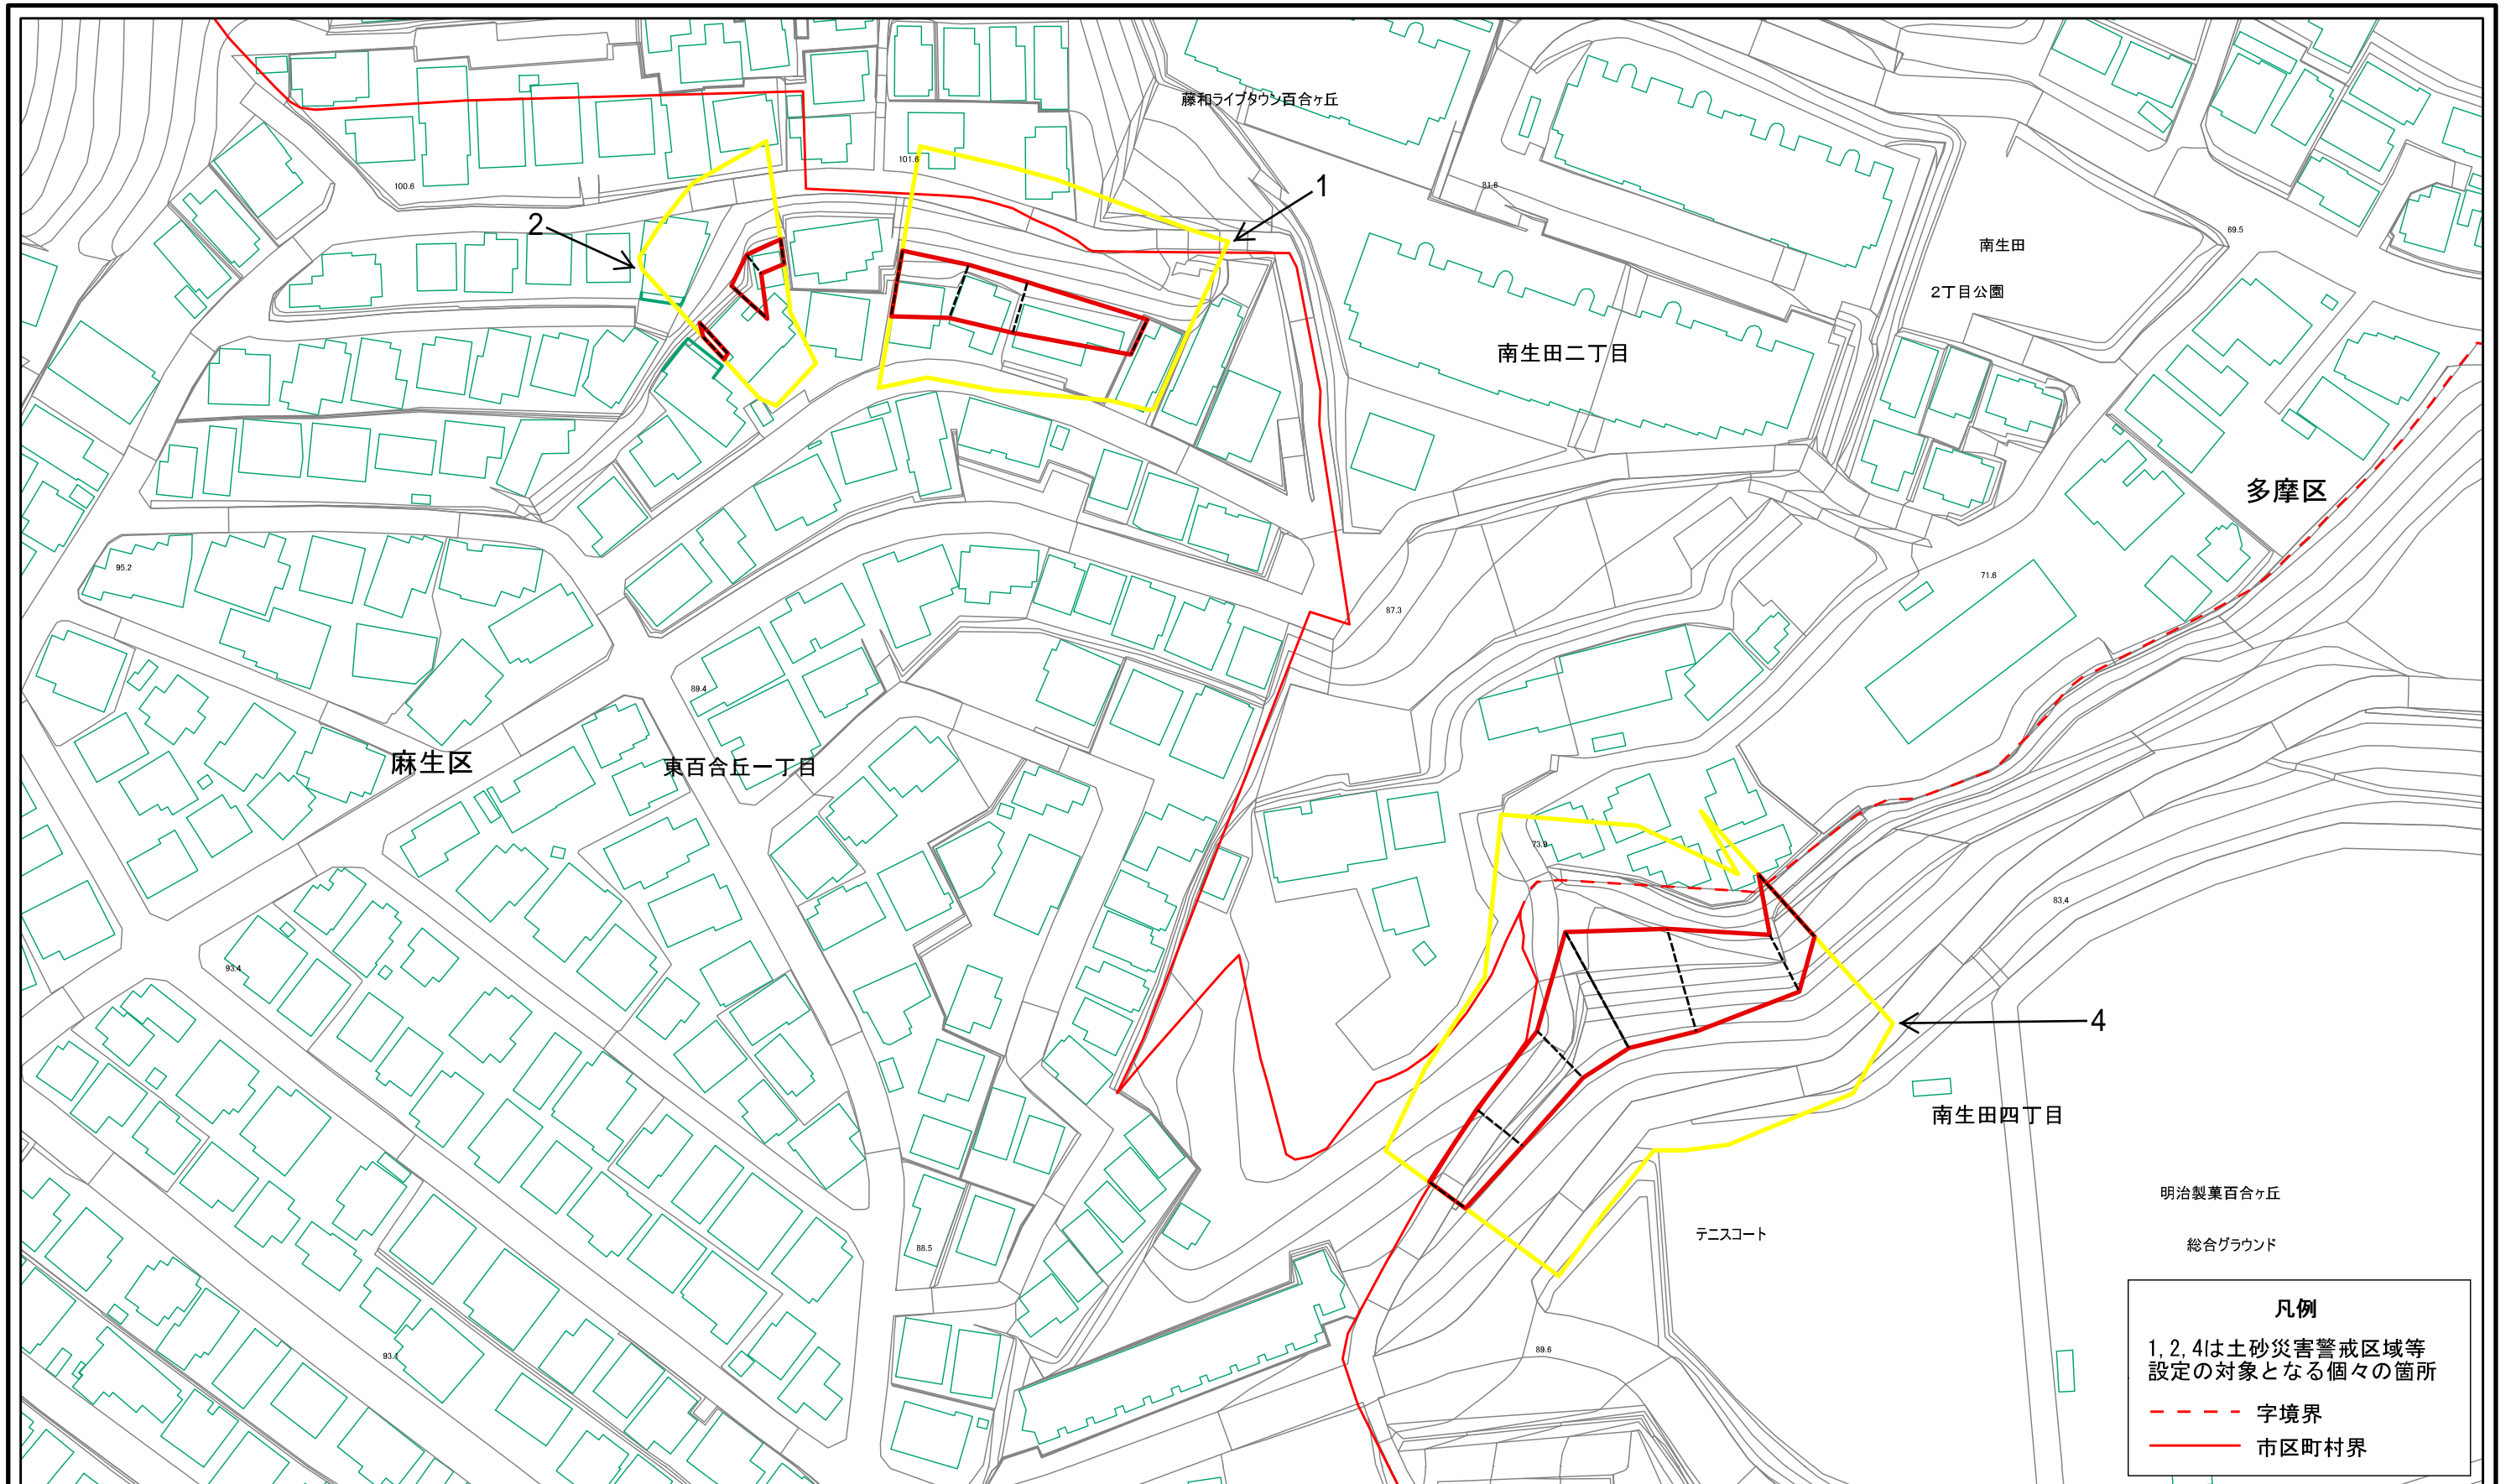 藤和ライブタウン百合ヶ丘
101.6
1
100.6
81.6
2
69.5
南生田
2丁目公園
南生田二丁目
多摩区
95.2
71.6
87.3
89.4
麻生区
東百合丘一丁目
73.9
83.4
93.4
4
南生田四丁目
明治製菓百合ヶ丘
テニスコート
総合グラウンド
88.5
凡例
1,2,4は土砂災害警戒区域等
設定の対象となる個々の箇所
89.6
字境界
市区町村界